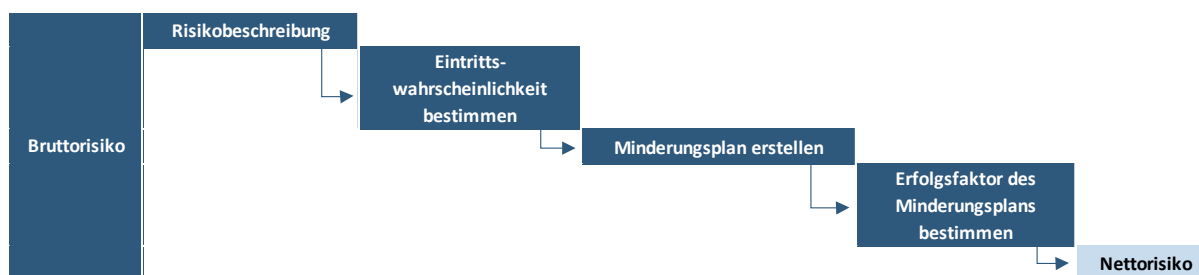 Bruttorisiko
Risikobeschreibung
Eintritts-
wahrscheinlichkeit
bestimmen
Minderungsplan erstellen
Erfolgsfaktor des
Minderungsplans
bestimmen
Nettorisiko